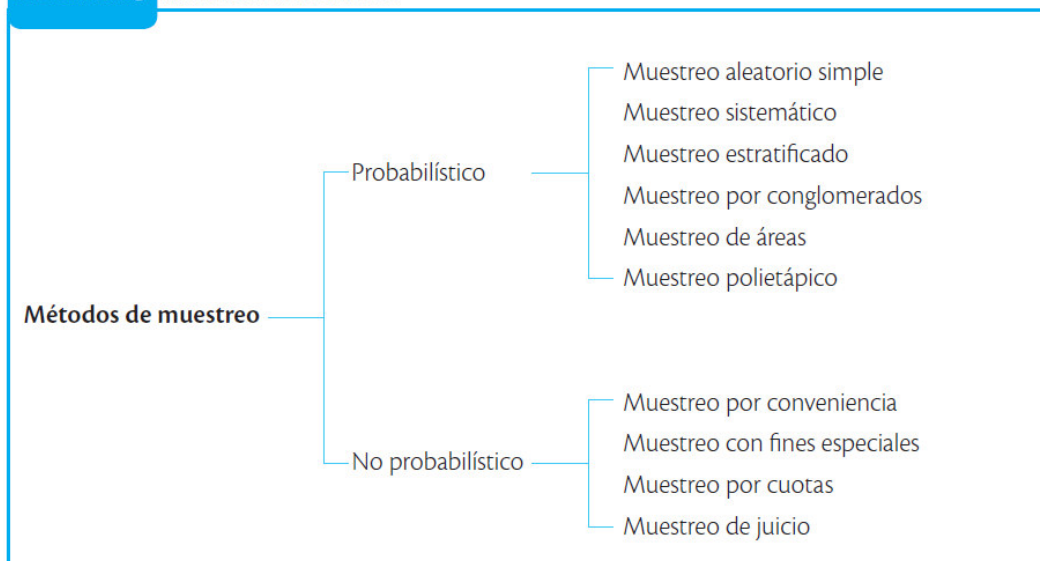 Muestreo aleatorio simple
Muestreo sistemático
Muestreo estratificado
Probabilístico
Muestreo por conglomerados
Muestreo de áreas
Muestreo polietápico
Métodos de muestreo
Muestreo por conveniencia
Muestreo con fines especiales
No probabilístico
Muestreo por cuotas
Muestreo de juicio